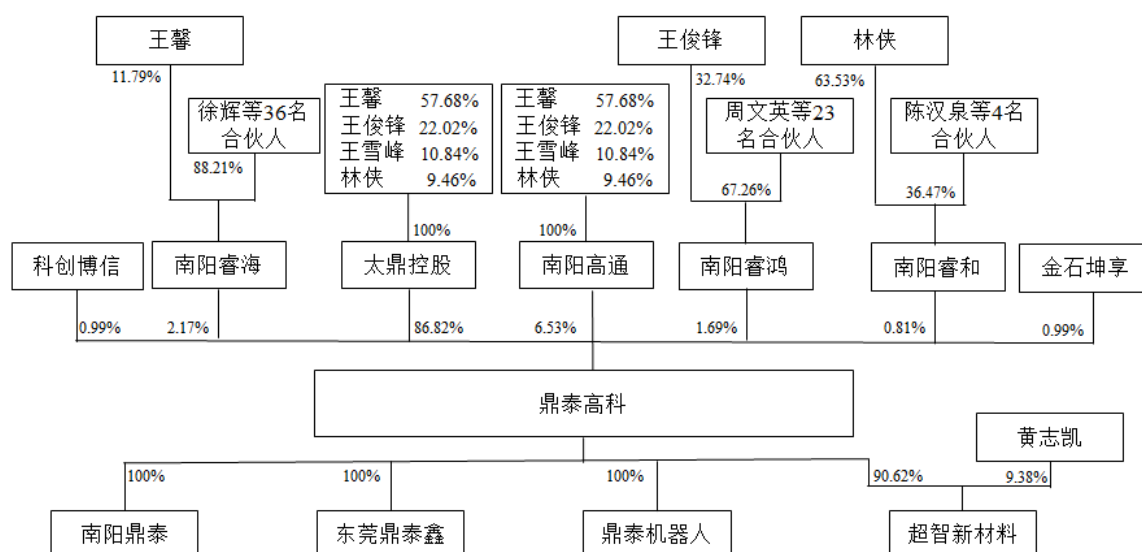 王馨
王俊锋
林侠
11.79%
32.74%
63.53%
徐辉等36名
合伙人
88.21%
王馨 57.68%
王俊锋 22.02%
王雪峰 10.84%
林侠 9.46%
王馨 57.68%
王俊锋 22.02%
王雪峰 10.84%
林侠 9.46%
周文英等23
名合伙人
67.26%
陈汉泉等4名
合伙人
36.47%
100%
100%
科创博信
南阳睿海
太鼎控股
南阳高通
南阳睿鸿
南阳睿和
金石坤享
0.99%
2.17%
86.82%
6.53%
1.69%
0.81%
0.99%
鼎泰高科
黄志凯
100%
100%
100%
90.62%
9.38%
南阳鼎泰
东莞鼎泰鑫
鼎泰机器人
超智新材料